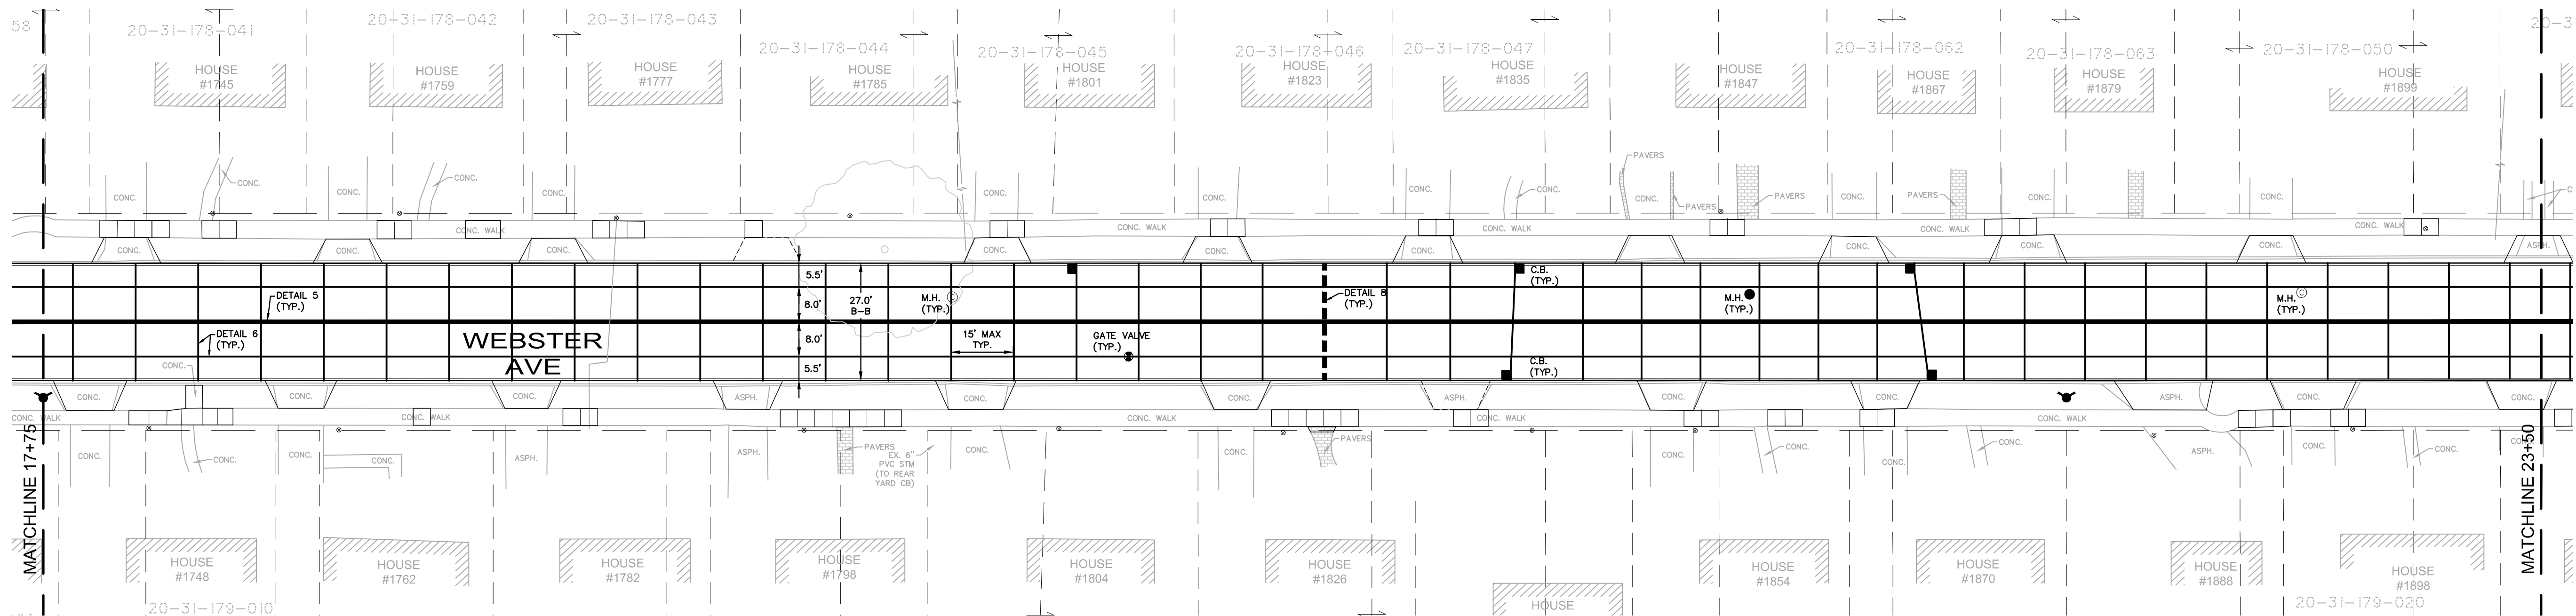 58
20-31-178-041
20-31-178-042
20-31-178-043
20-31-178-044
20-31-178-045
20-31-178-046
20-31-178-047
20-31-178-062
20-31-178-063
20-31-178-050
20-3
HOUSE
#1745
HOUSE
#1759
HOUSE
#1777
HOUSE
#1785
HOUSE
#1801
HOUSE
#1823
HOUSE
#1835
HOUSE
#1847
HOUSE
#1867
HOUSE
#1879
HOUSE
#1899
CONC.
CONC.
CONC.
CONC.
CONC.
CONC.
CONC.
CONC.
CONC.
PAVERS
CONC.
PAVERS
PAVERS
CONC.
PAVERS
CONC.
CONC.
C
CONC. WALK
CONC. WALK
CONC. WALK
CONC. WALK
CONC. WALK
CONC.
CONC.
CONC.
CONC.
CONC.
CONC.
CONC.
CONC.
CONC.
CONC.
ASPH.
DETAIL 5
(TYP.)
DETAIL 6
(TYP.)
WEBSTER
AVE
5.5'
8.0'
8.0'
5.5'
27.0'
B-B
M.H.
(TYP.)
C
15' MAX
TYP.
GATE VALVE
(TYP.)
DETAIL 8
(TYP.)
C.B.
(TYP.)
C.B.
(TYP.)
M.H.
(TYP.)
M.H.
(TYP.)
C
CONC.
CONC.
CONC.
CONC.
ASPH.
CONC.
CONC.
ASPH.
CONC.
CONC.
ASPH.
CONC.
CONC.
CONC. WALK
CONC. WALK
CONC. WALK
CONC. WALK
CONC. WALK
CONC.
CONC.
CONC.
CONC.
ASPH.
ASPH.
PAVERS
EX. 6"
PVC STM
(TO REAR
YARD CB)
CONC.
CONC.
PAVERS
CONC.
CONC.
CONC.
CONC.
ASPH.
CONC.
CONC.
CONC.
MATCHLINE 17+75
MATCHLINE 23+50
HOUSE
#1748
HOUSE
#1762
HOUSE
#1782
HOUSE
#1798
HOUSE
#1804
HOUSE
#1826
HOUSE
HOUSE
#1854
HOUSE
#1870
HOUSE
#1888
HOUSE
#1898
20-31-179-010
20-31-179-020